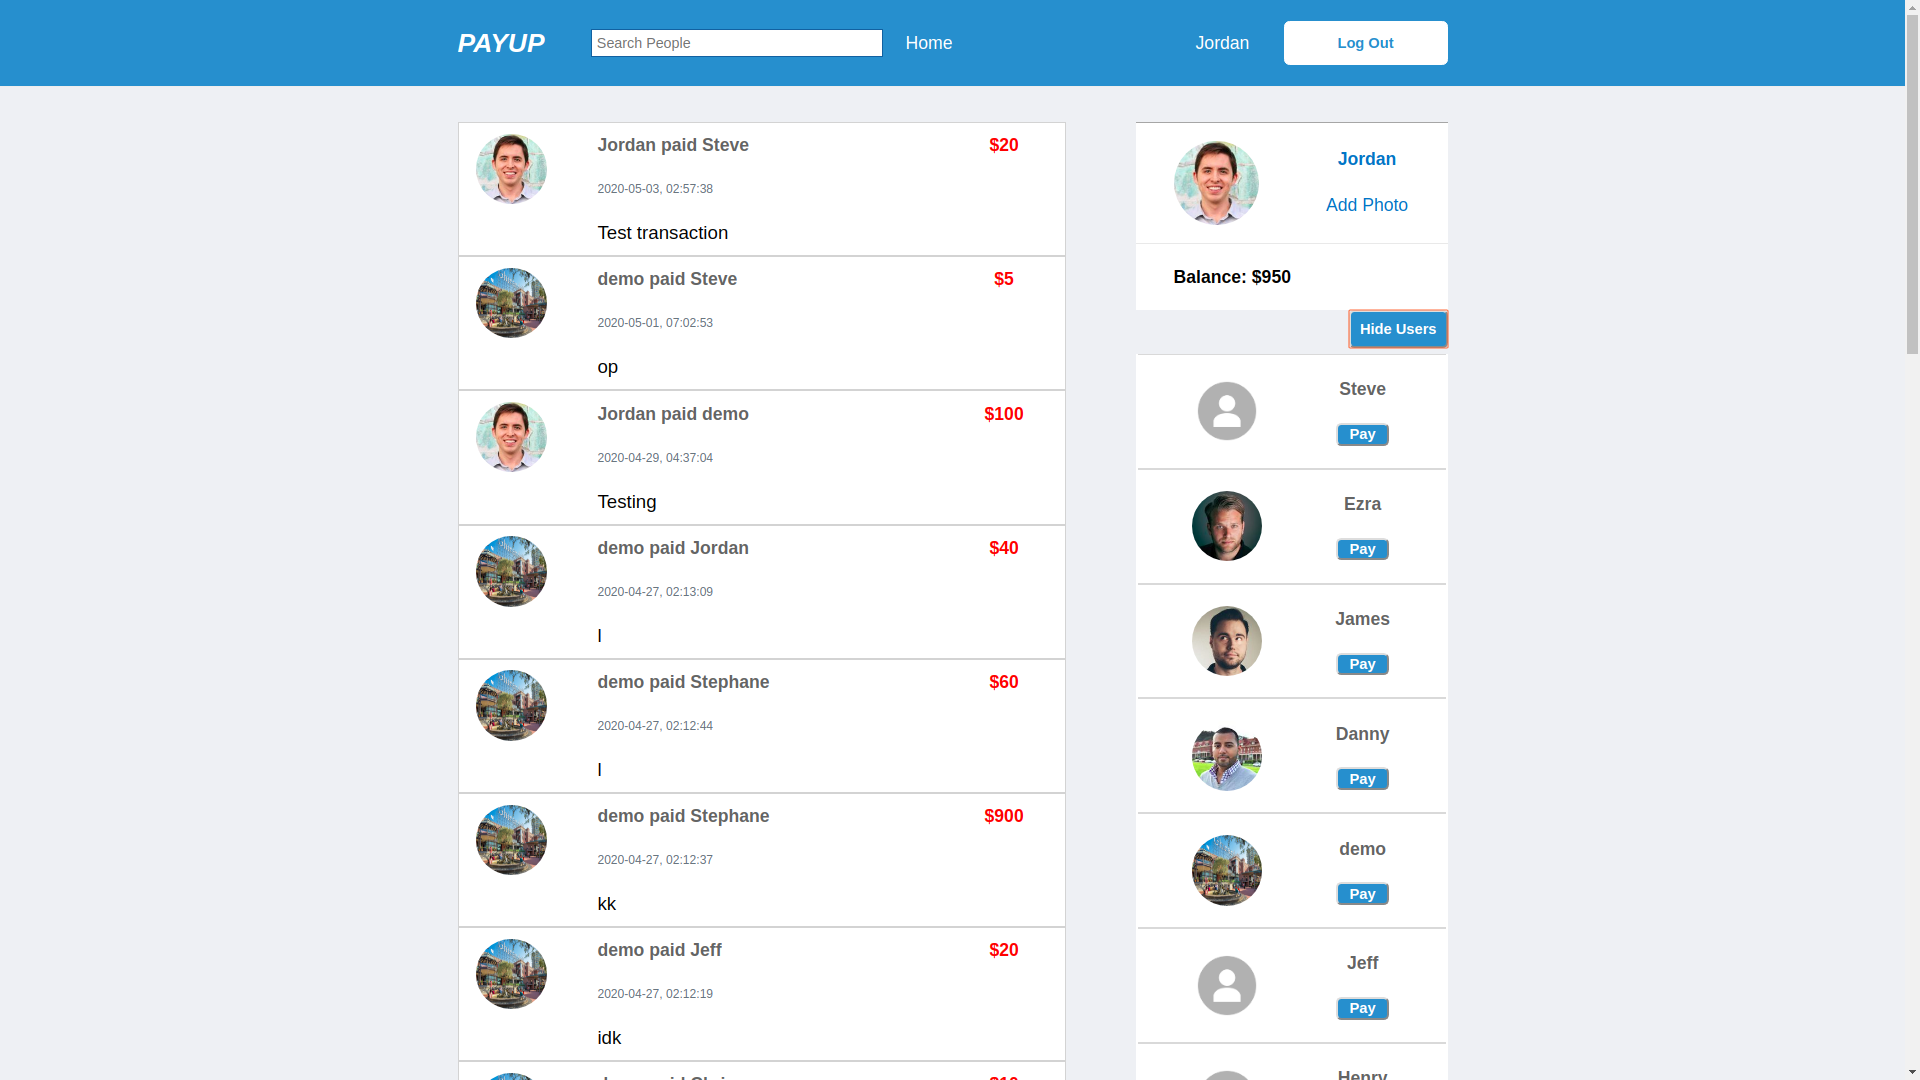 PAYUP
Search People
Home
Jordan
Log Out
Jordan paid Steve
$20
2020-05-03, 02:57:38
Test transaction
demo paid Steve
$5
2020-05-01, 07:02:53
op
Jordan paid demo
$100
2020-04-29, 04:37:04
Testing
demo paid Jordan
$40
2020-04-27, 02:13:09
l
demo paid Stephane
$60
2020-04-27, 02:12:44
l
demo paid Stephane
$900
2020-04-27, 02:12:37
kk
demo paid Jeff
$20
2020-04-27, 02:12:19
idk
Jordan
Add Photo
Balance: $950
Hide Users
Steve
Pay
Ezra
Pay
James
Pay
Danny
Pay
demo
Pay
Jeff
Pay
Henry